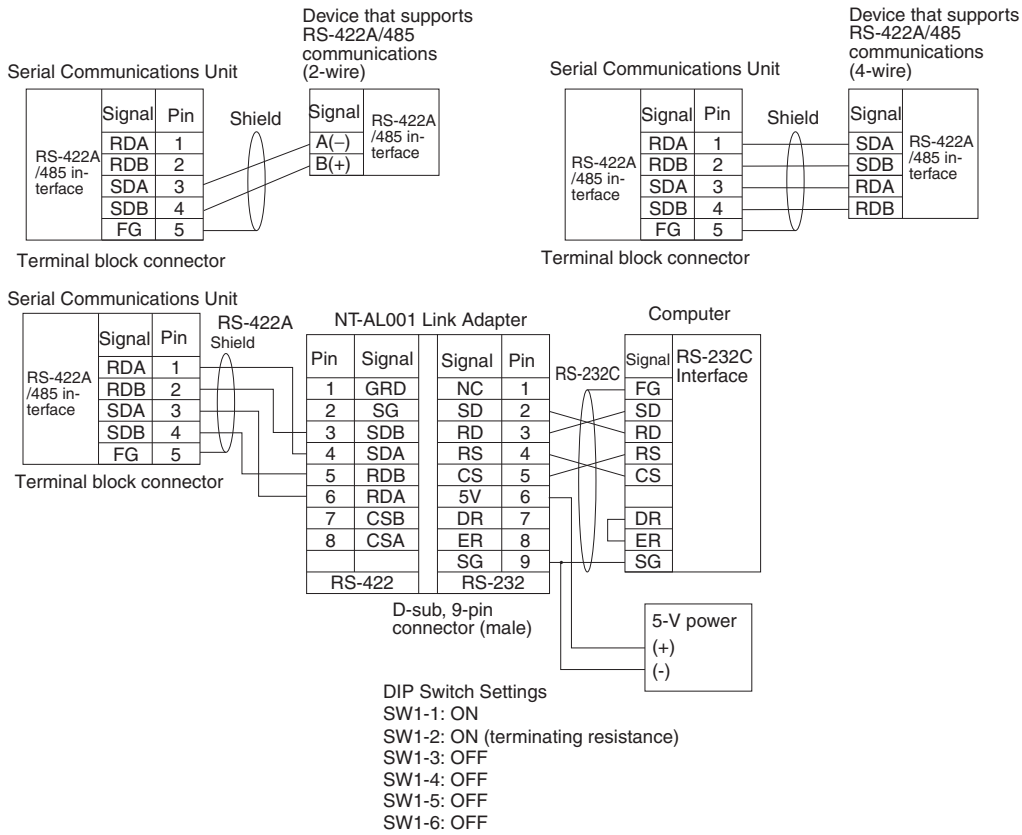 Device that supports
RS-422A/485
communications
(2-wire)
Serial Communications Unit
Signal Pin
Shield
Signal
RS-422A
/485 in-
terface
RDA 1
RDB 2
SDA 3
SDB 4
FG 5
A(−)
B(+)
RS-422A
/485 in-
terface
Terminal block connector
Device that supports
RS-422A/485
communications
(4-wire)
Serial Communications Unit
Signal Pin
Shield
Signal
RS-422A
/485 in-
terface
RDA 1
RDB 2
SDA 3
SDB 4
FG 5
SDA
SDB
RDA
RDB
RS-422A
/485 in-
terface
Terminal block connector
Serial Communications Unit
Signal Pin
RS-422A
/485 in-
terface
RDA 1
RDB 2
SDA 3
SDB 4
FG 5
Terminal block connector
RS-422A
Shield
NT-AL001 Link Adapter
Pin Signal
1 GRD
2 SG
3 SDB
4 SDA
5 RDB
6 RDA
7 CSB
8 CSA
RS-422
Signal Pin
NC 1
SD 2
RD 3
RS 4
CS 5
5V 6
DR 7
ER 8
SG 9
RS-232
D-sub, 9-pin
connector (male)
RS-232C
Computer
Signal
RS-232C
Interface
FG
SD
RD
RS
CS
DR
ER
SG
5-V power
(+)
(-)
DIP Switch Settings
SW1-1: ON
SW1-2: ON (terminating resistance)
SW1-3: OFF
SW1-4: OFF
SW1-5: OFF
SW1-6: OFF